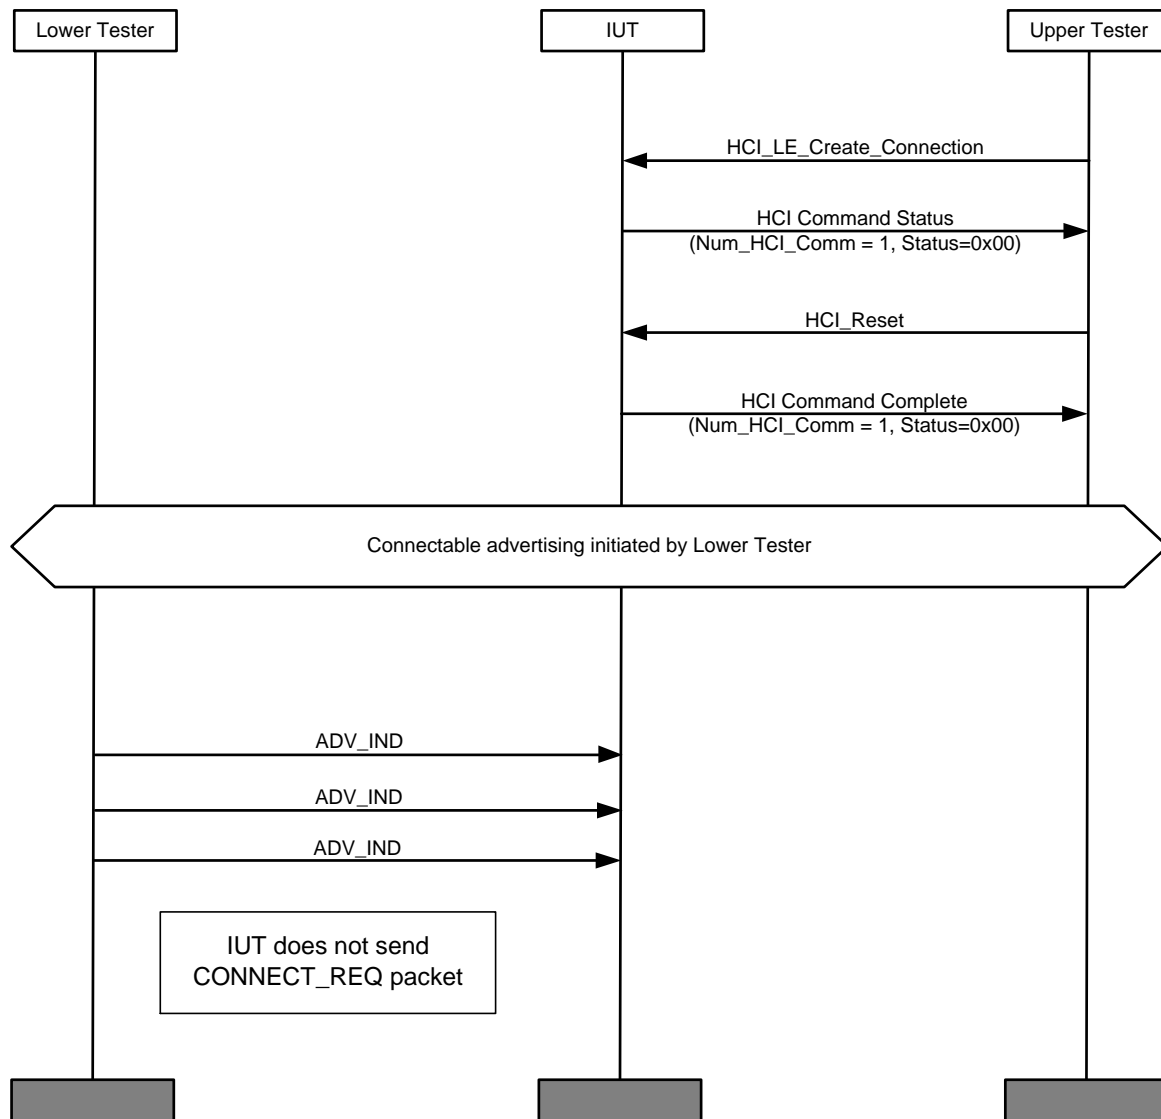 Lower Tester
IUT
Upper Tester
HCI_LE_Create_Connection
HCI Command Status
(Num_HCI_Comm = 1, Status=0x00)
HCI_Reset
HCI Command Complete
(Num_HCI_Comm = 1, Status=0x00)
Connectable advertising initiated by Lower Tester
ADV_IND
ADV_IND
ADV_IND
IUT does not send
CONNECT_REQ packet